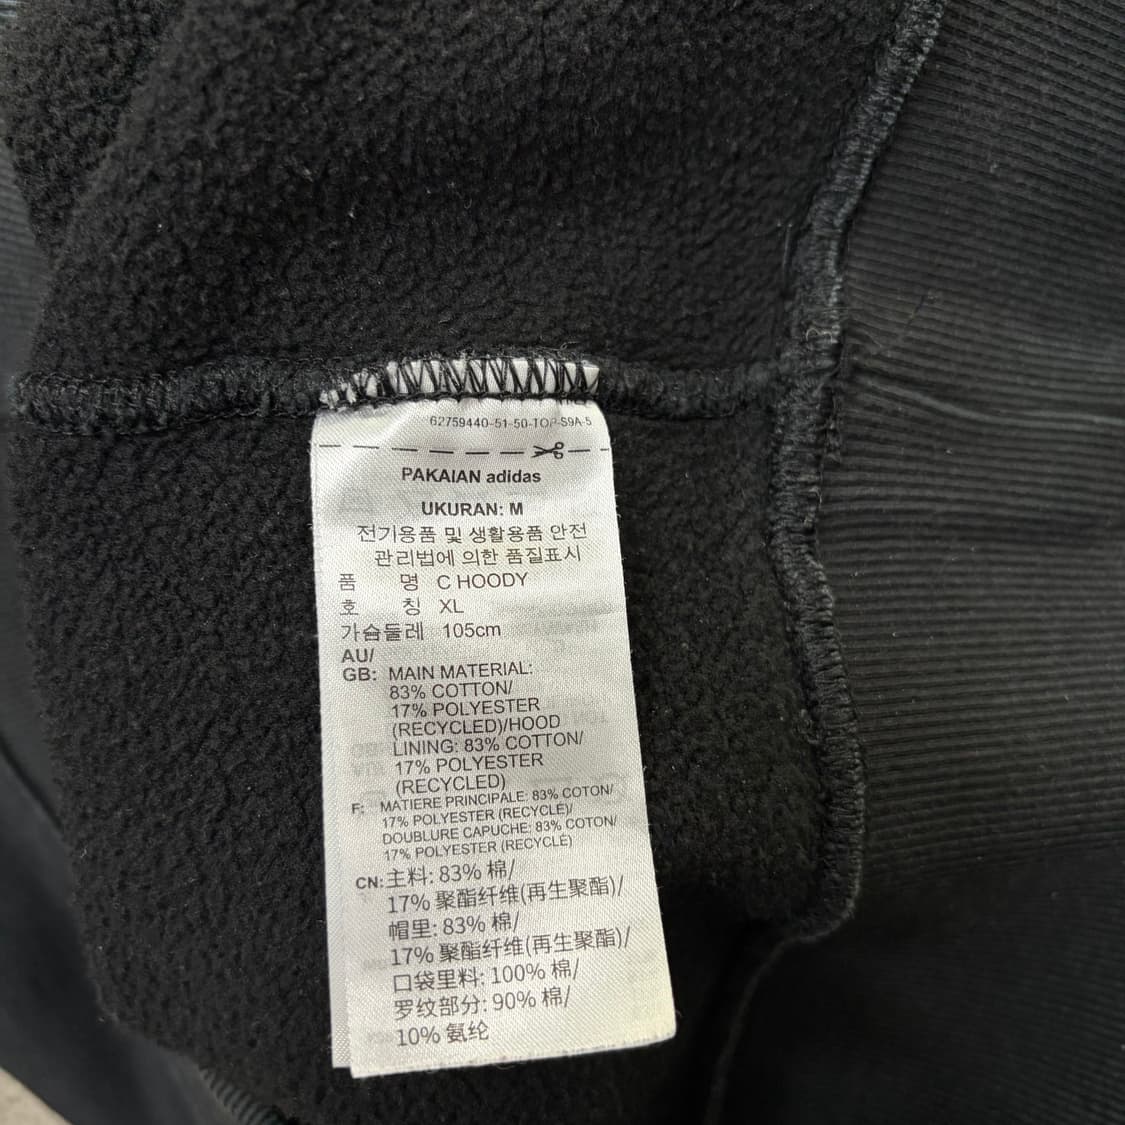 62759440-51-50-TOP-S9A-5
PAKAIAN adidas
UKURAN: M
전기용품 및 생활용품 안전
관리법에 의한 품질표시
품 명 C HOODY
호 칭 XL
가슴둘레 105cm
AU/
GB: MAIN MATERIAL:
83% COTTON/
17% POLYESTER
(RECYCLED)/HOOD
LINING: 83% COTTON/
17% POLYESTER
(RECYCLED)
F: MATIERE PRINCIPALE: 83% COTON/
17% POLYESTER (RECYCLÉ)/
DOUBLURE CAPUCHE: 83% COTON/
17% POLYESTER (RECYCLÉ)
CN: 主料: 83% 棉/
17% 聚酯纤维(再生聚酯)/
帽里: 83% 棉/
17% 聚酯纤维(再生聚酯)/
口袋里料: 100% 棉/
罗纹部分: 90% 棉/
10% 氨纶